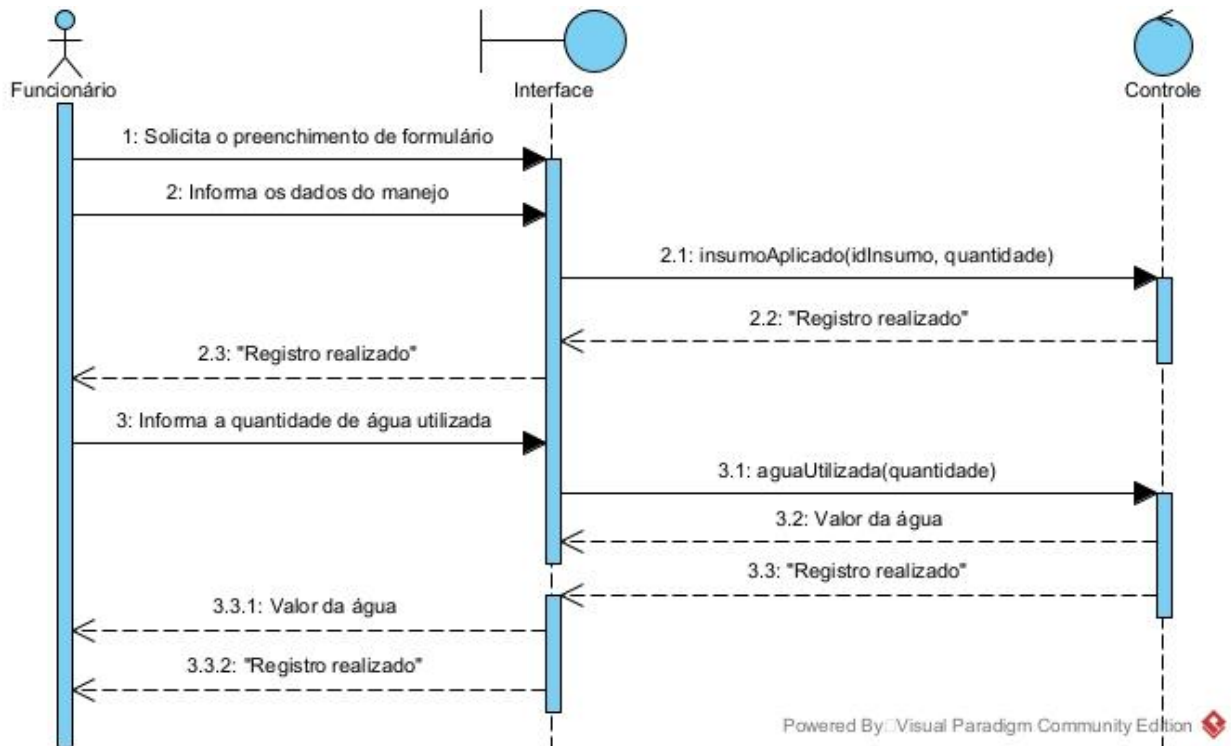 Funcionário
Interface
Controle
1: Solicita o preenchimento de formulário
2: Informa os dados do manejo
2.1: insumoAplicado(idInsumo, quantidade)
2.2: "Registro realizado"
2.3: "Registro realizado"
3: Informa a quantidade de água utilizada
3.1: aguaUtilizada(quantidade)
3.2: Valor da água
3.3: "Registro realizado"
3.3.1: Valor da água
3.3.2: "Registro realizado"
Powered By Visual Paradigm Community Edition